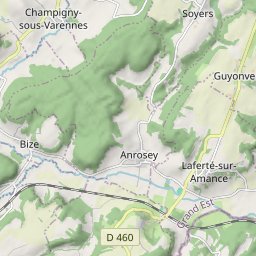 Champigny-
sous-Varennes
Soyers
Guyonve
Bize
Anrosey
Laferté-sur-
Amance
Grand Est
D 460